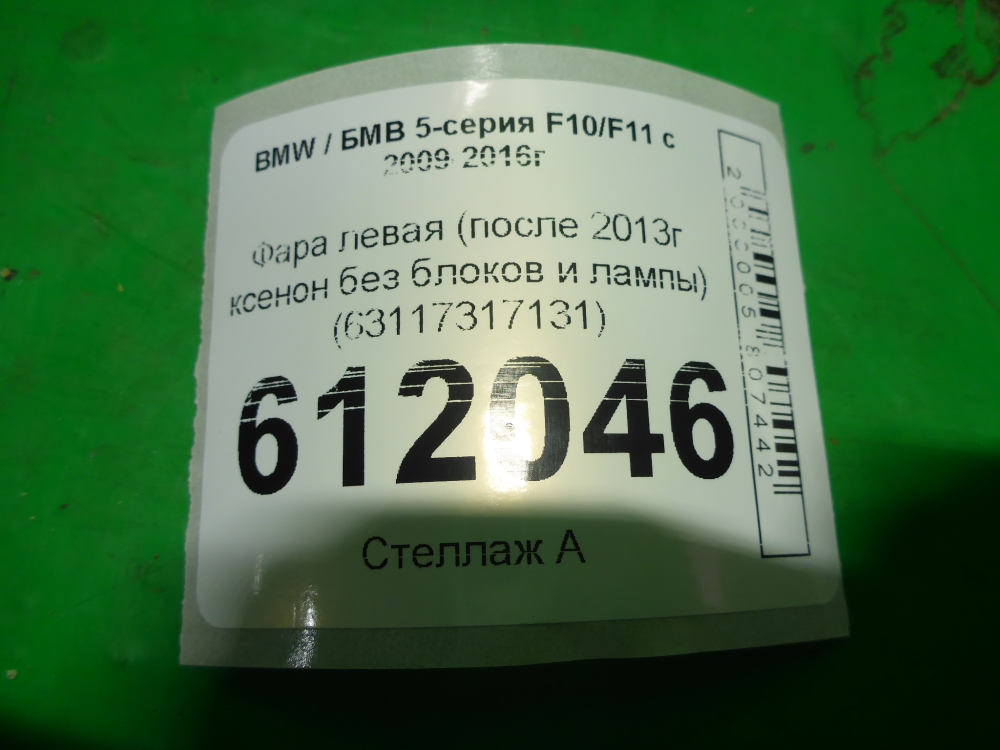 BMW / БМВ 5-серия F10/F11 с
2009-2016г
Фара левая (после 2013г
ксенон без блоков и лампы)
(63117317131)
612046
Стеллаж А
2000005807442